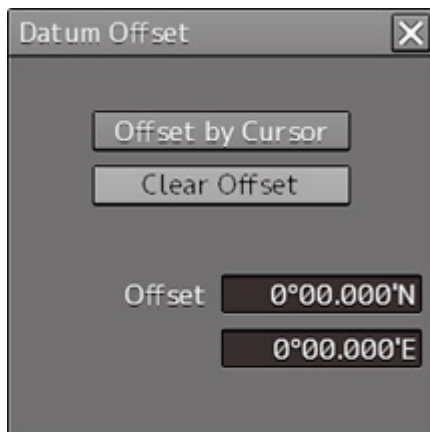 Datum Offset
Offset by Cursor
Clear Offset
Offset 0°00.000'N
0°00.000'E